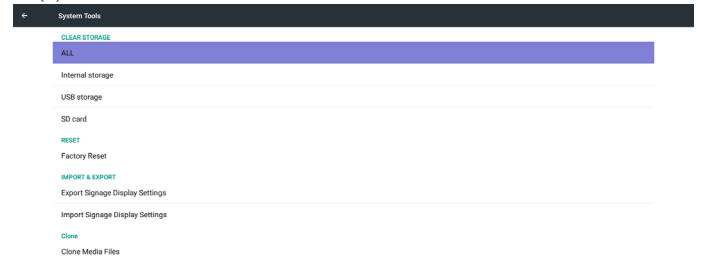 System Tools
CLEAR STORAGE
ALL
Internal storage
USB storage
SD card
RESET
Factory Reset
IMPORT & EXPORT
Export Signage Display Settings
Import Signage Display Settings
Clone
Clone Media Files